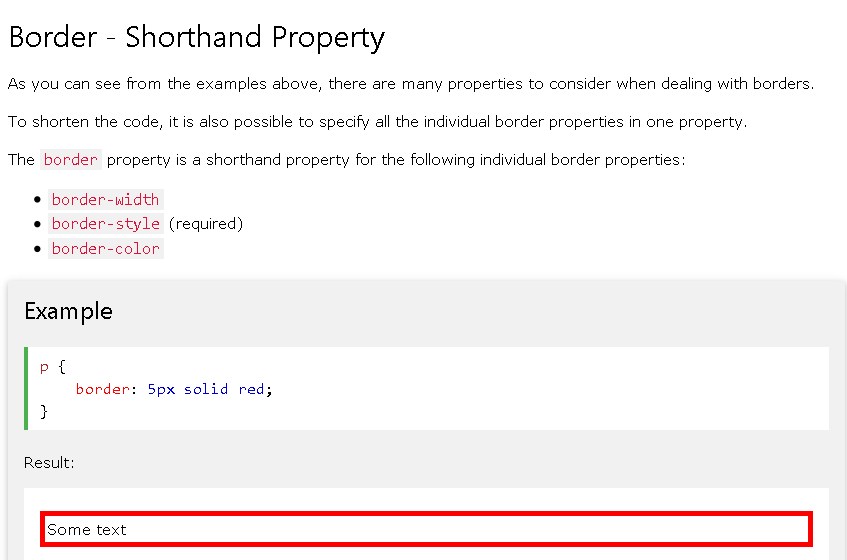 Border - Shorthand Property
As you can see from the examples above, there are many properties to consider when dealing with borders.
To shorten the code, it is also possible to specify all the individual border properties in one property.
The border property is a shorthand property for the following individual border properties:
• border-width
• border-style (required)
• border-color
Example
p {
    border: 5px solid red;
}
Result:
Some text